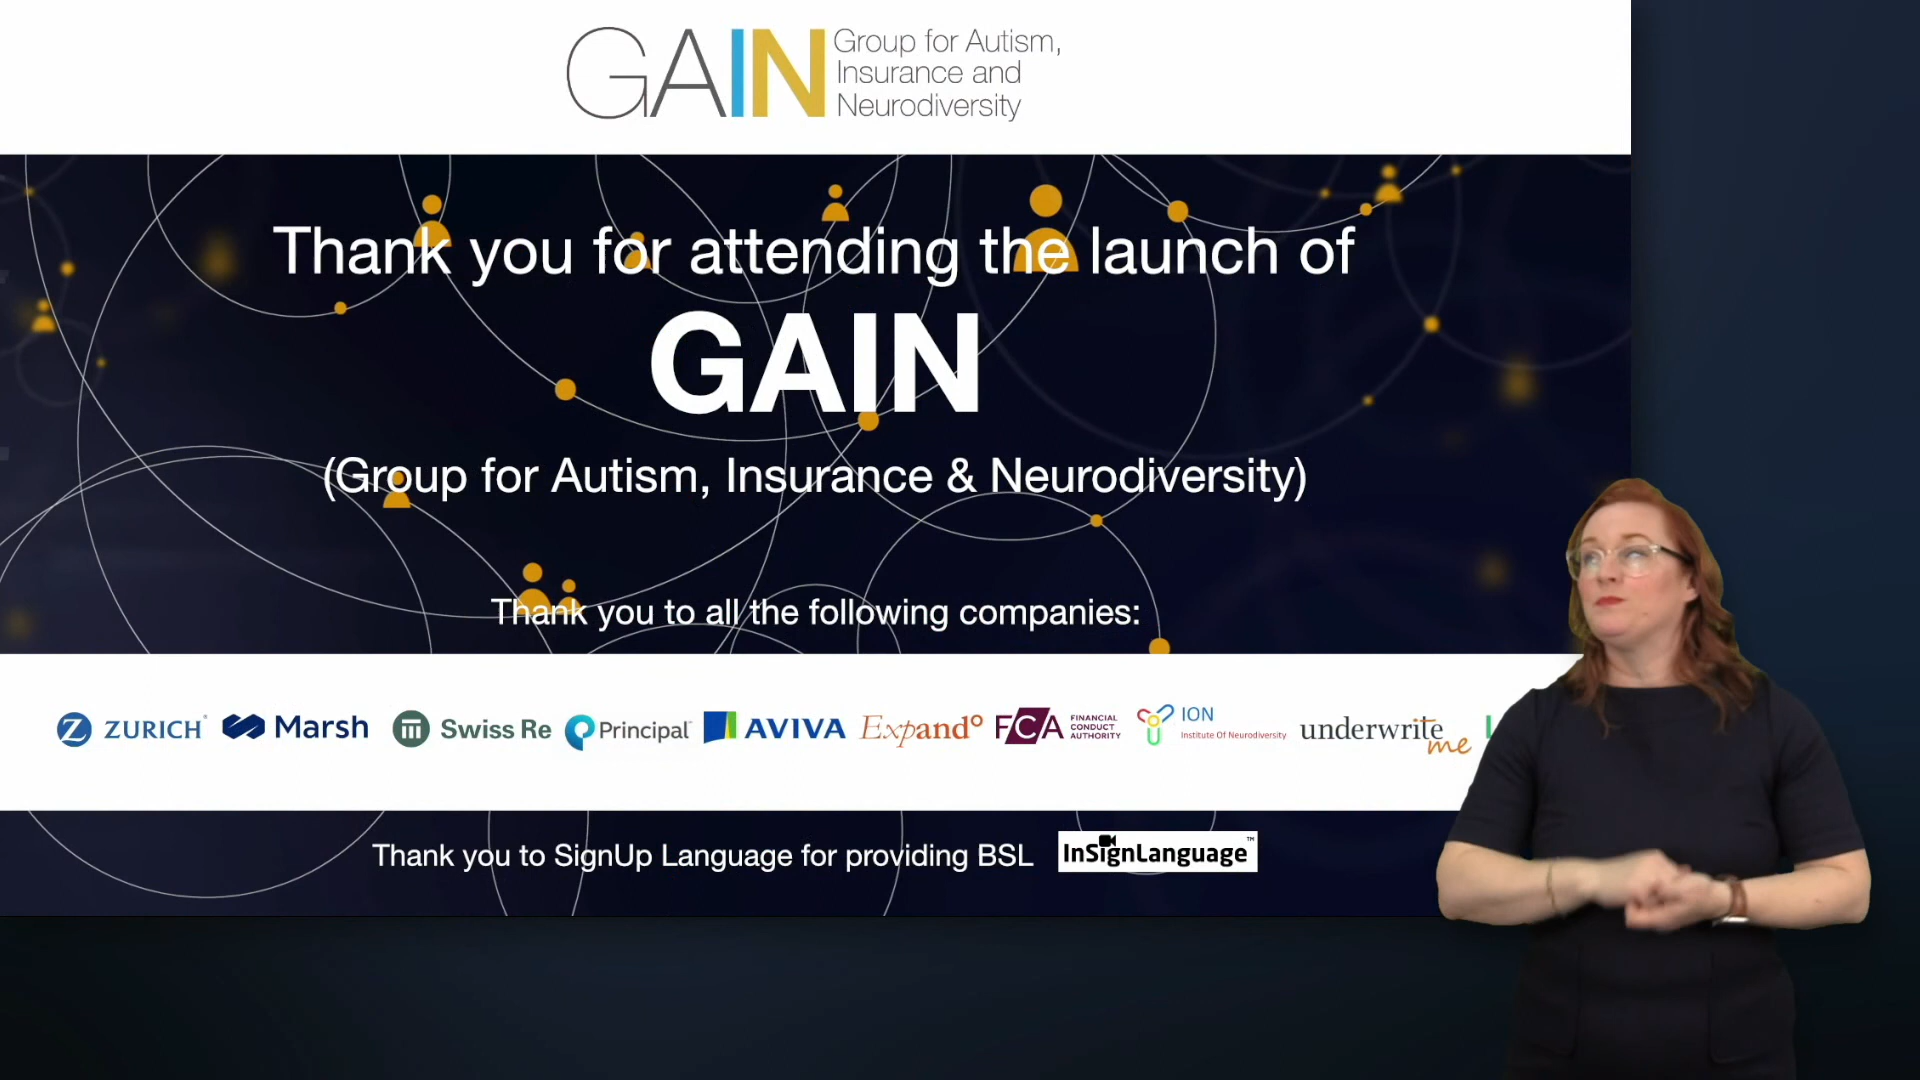 GAIN
Group for Autism,
Insurance and
Neurodiversity
Thank you for attending the launch of
GAIN
(Group for Autism, Insurance & Neurodiversity)
Thank you to all the following companies:
ZURICH®
Marsh
Swiss Re
Principal
AVIVA
Expand
FCA
FINANCIAL
CONDUCT
AUTHORITY
ION
Institute Of Neurodiversity
underwrite
me
Thank you to SignUp Language for providing BSL
InSignLanguage™